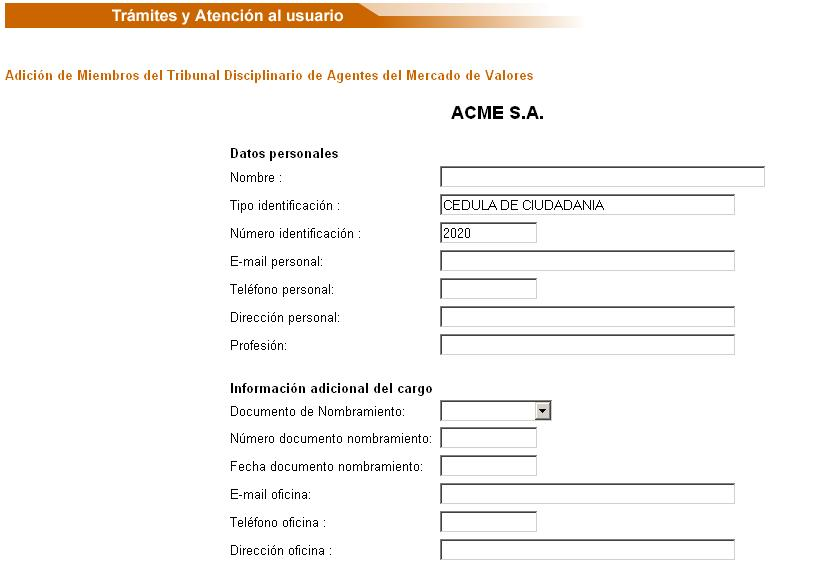 Trámites y Atención al usuario
Adición de Miembros del Tribunal Disciplinario de Agentes del Mercado de Valores
ACME S.A.
Datos personales
Nombre :
Tipo identificación : CEDULA DE CIUDADANIA
Número identificación : 2020
E-mail personal:
Teléfono personal:
Dirección personal:
Profesión:
Información adicional del cargo
Documento de Nombramiento:
Número documento nombramiento:
Fecha documento nombramiento:
E-mail oficina:
Teléfono oficina :
Dirección oficina :